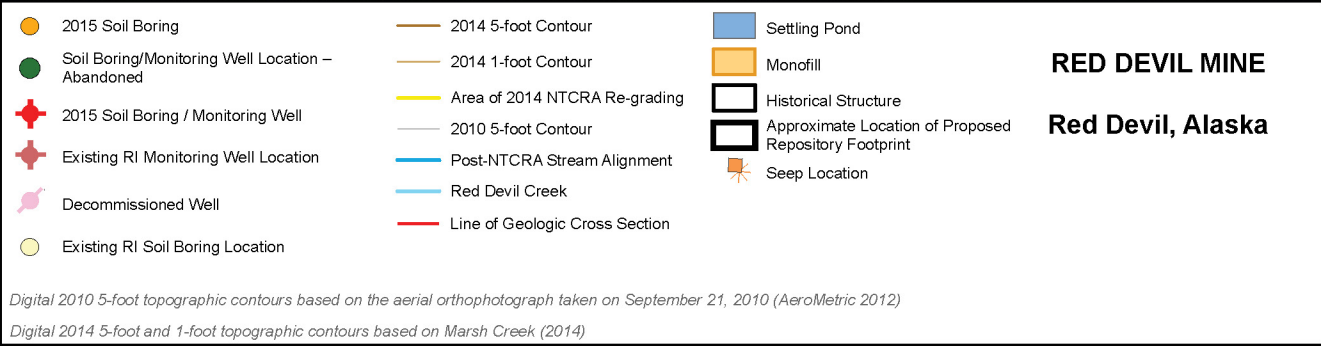 2015 Soil Boring
Soil Boring/Monitoring Well Location –
Abandoned
2015 Soil Boring / Monitoring Well
Existing RI Monitoring Well Location
Decommissioned Well
Existing RI Soil Boring Location
2014 5-foot Contour
2014 1-foot Contour
Area of 2014 NTCRA Re-grading
2010 5-foot Contour
Post-NTCRA Stream Alignment
Red Devil Creek
Line of Geologic Cross Section
Settling Pond
Monofill
Historical Structure
Approximate Location of Proposed
Repository Footprint
Seep Location
RED DEVIL MINE
Red Devil, Alaska
Digital 2010 5-foot topographic contours based on the aerial orthophotograph taken on September 21, 2010 (AeroMetric 2012)
Digital 2014 5-foot and 1-foot topographic contours based on Marsh Creek (2014)